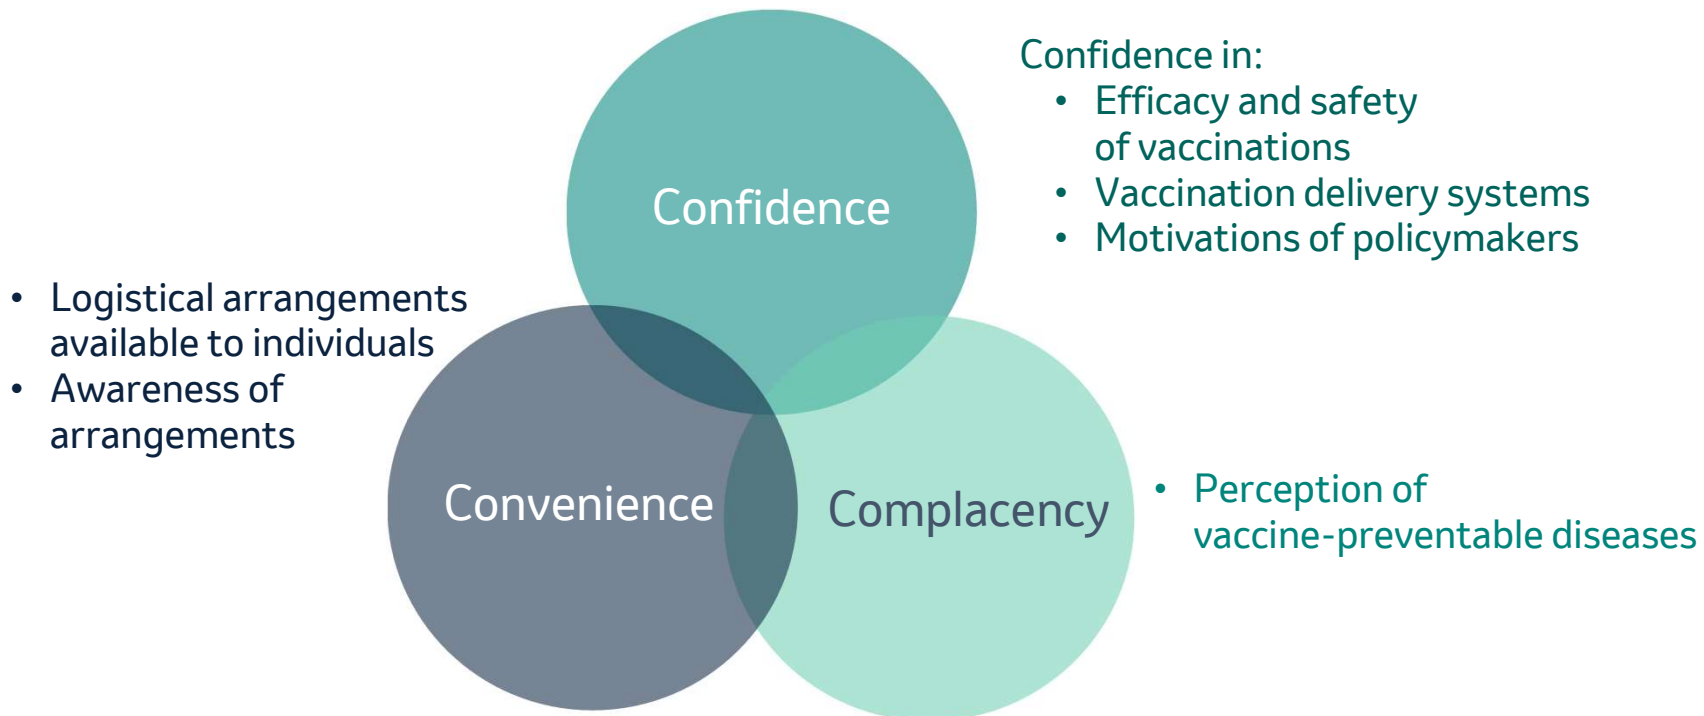 Confidence
Confidence in:
• Efficacy and safety
of vaccinations
• Vaccination delivery systems
• Motivations of policymakers
• Logistical arrangements
available to individuals
• Awareness of
arrangements
Convenience
Complacency
• Perception of
vaccine-preventable diseases